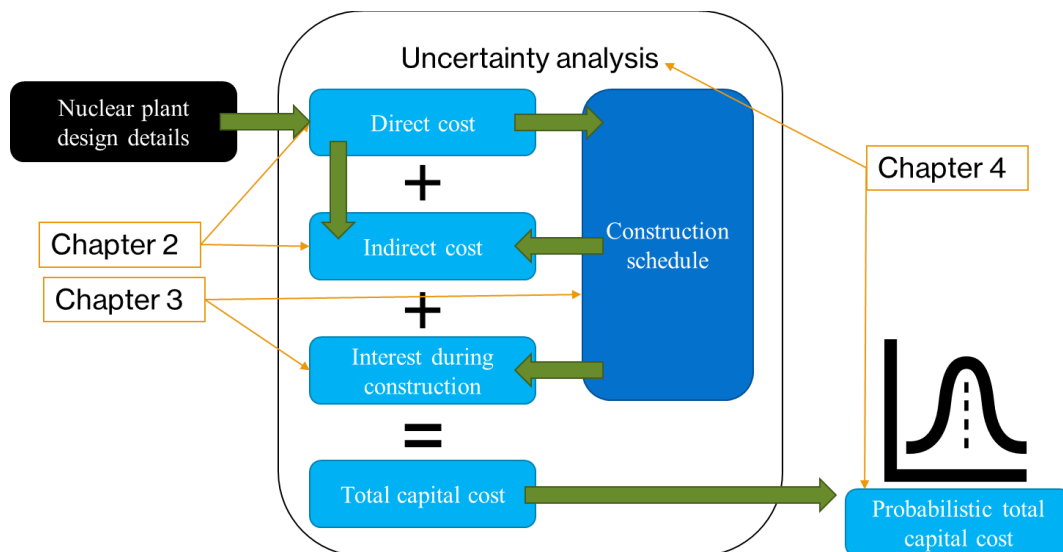 Uncertainty analysis
Nuclear plant
design details
Direct cost
+
Chapter 4
Chapter 2
Indirect cost
Construction
schedule
Chapter 3
+
Interest during
construction
=
Total capital cost
Probabilistic total
capital cost